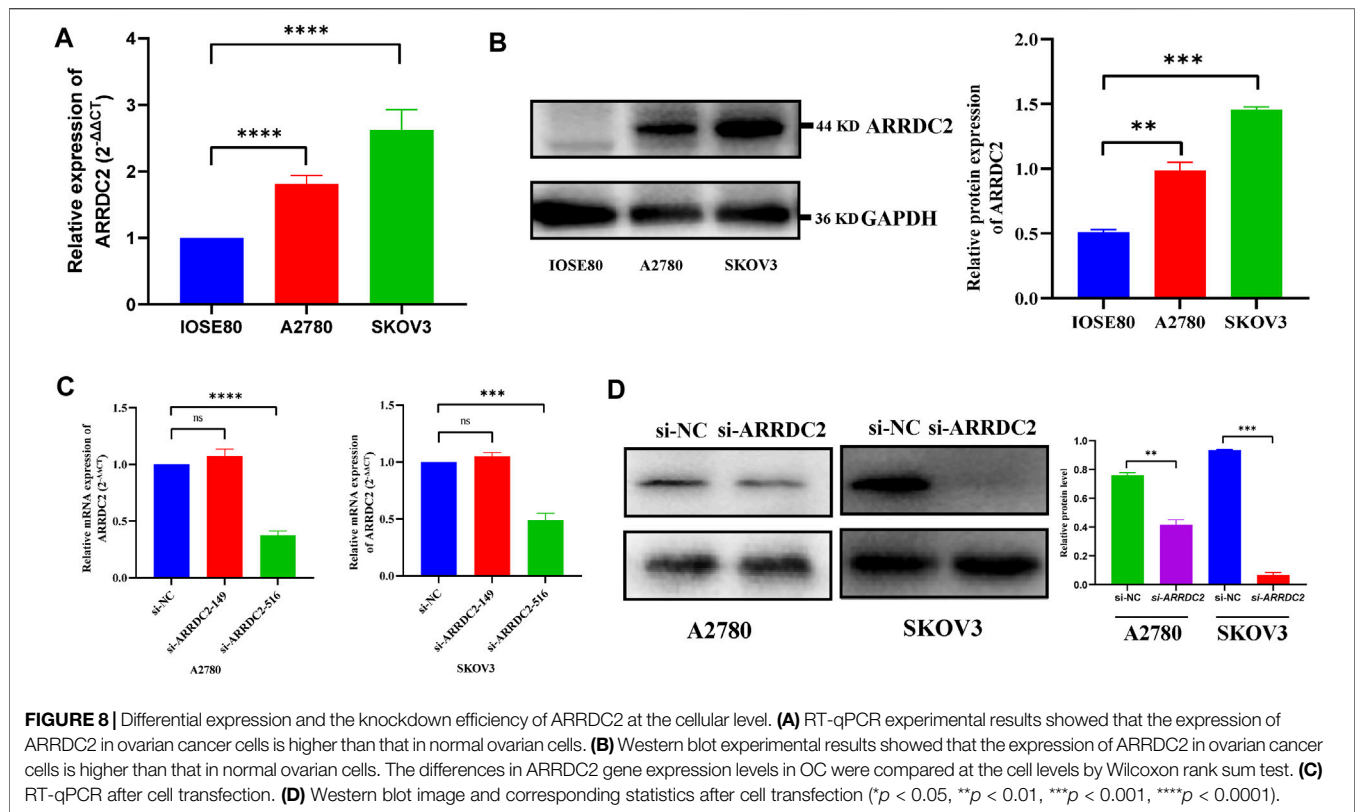 A
Relative expression of
ARRDC2 (2-ΔΔCT)
4
3
2
1
0
****
****
IOSE80 A2780 SKOV3
B
44 KD ARRDC2
36 KD GAPDH
IOSE80 A2780 SKOV3
Relative protein expression
of ARRDC2
2.0
1.5
1.0
0.5
0.0
***
**
IOSE80 A2780 SKOV3
C
Relative mRNA expression of
ARRDC2 (2-ΔΔCT)
1.5
1.0
0.5
0.0
****
ns
si-NC
si-ARRDC2-149
si-ARRDC2-516
A2780
Relative mRNA expression
of ARRDC2 (2-ΔΔCT)
1.5
1.0
0.5
0.0
***
ns
si-NC
si-ARRDC2-149
si-ARRDC2-516
SKOV3
D
si-NC si-ARRDC2 si-NC si-ARRDC2
A2780 SKOV3
Relative protein level
1.0
0.8
0.6
0.4
0.2
0.0
**
***
si-NC si-ARRDC2 si-NC si-ARRDC2
A2780 SKOV3
FIGURE 8 | Differential expression and the knockdown efficiency of ARRDC2 at the cellular level. (A) RT-qPCR experimental results showed that the expression of
ARRDC2 in ovarian cancer cells is higher than that in normal ovarian cells. (B) Western blot experimental results showed that the expression of ARRDC2 in ovarian cancer
cells is higher than that in normal ovarian cells. The differences in ARRDC2 gene expression levels in OC were compared at the cell levels by Wilcoxon rank sum test. (C)
RT-qPCR after cell transfection. (D) Western blot image and corresponding statistics after cell transfection (*p < 0.05, **p < 0.01, ***p < 0.001, ****p < 0.0001).